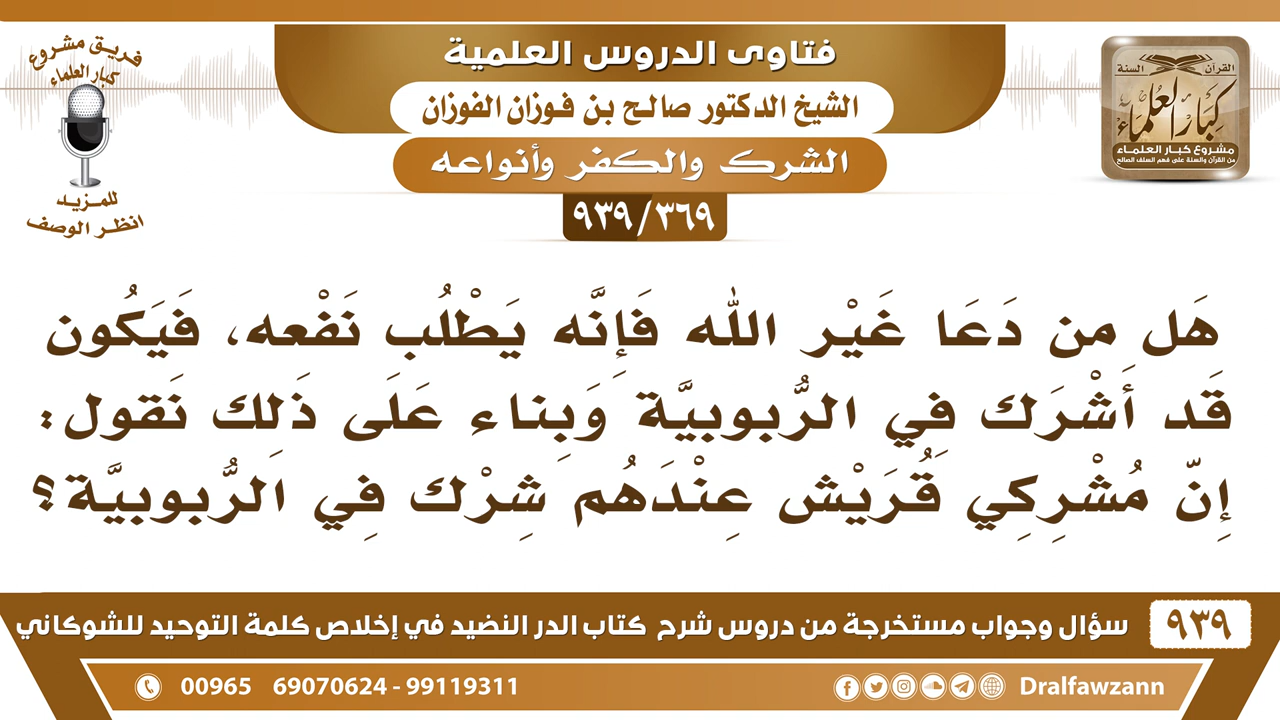 فريق مشروع
كبار العلماء
للمزيد
انظر الوصف
فتاوى الدروس العلمية
الشيخ الدكتور صالح بن فوزان الفوزان
الشرك والكفر وأنواعه
٩٣٩/٣٦٩
القرآن السنة
كبار العلماء
مشروع كبار العلماء
من القرآن والسنة على فهم السلف الصالح
هَل من دَعَا غَيْر اللّٰه فَإِنَّه يَطْلُب نَفْعه، فَيَكُون
قَد أَشْرَك فِي الرُّبوبيَّة وَبِناء عَلَى ذَلِك نَقول:
إِنّ مُشْرِكِي قُرَيْش عِنْدَهُم شِرْك فِي الرُّبوبيَّة؟
٩٣٩ سؤال وجواب مستخرجة من دروس شرح كتاب الدر النضيد في إخلاص كلمة التوحيد للشوكاني
00965 69070624 - 99119311
Dralfawzann